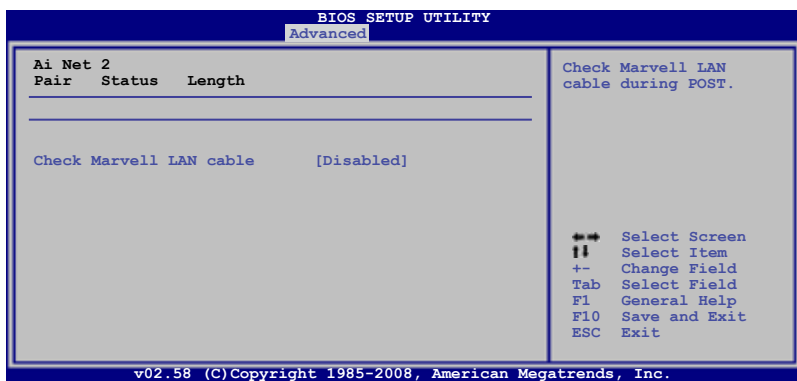 BIOS SETUP UTILITY
Advanced
Ai Net 2
Pair Status Length
Check Marvell LAN cable [Disabled]
Check Marvell LAN
cable during POST.
Select Screen
Select Item
+- Change Field
Tab Select Field
F1 General Help
F10 Save and Exit
ESC Exit
v02.58 (C)Copyright 1985-2008, American Megatrends, Inc.